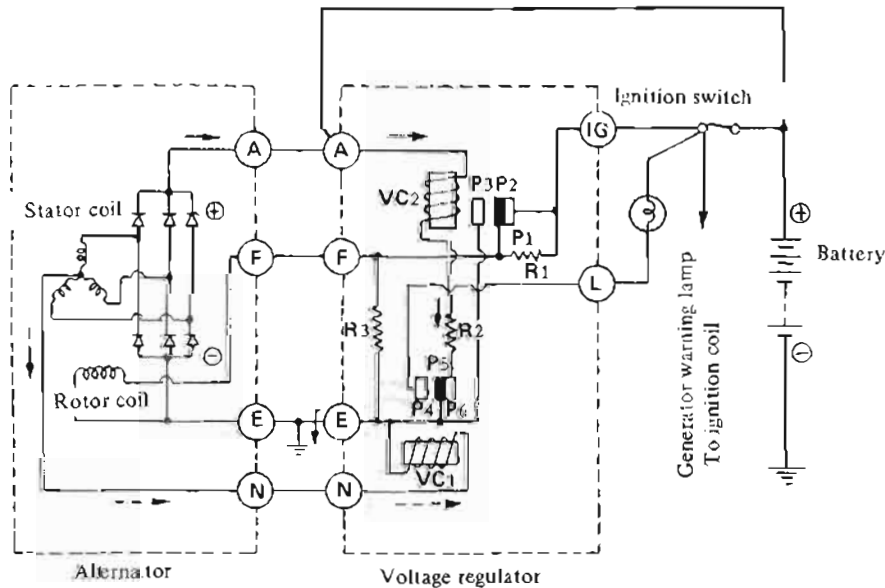 Ignition switch
A
A
IG
VC2
P3 P2
Stator coil
⊕
P1
F
F
R1
⊕
L
Battery
R3
R2
P5
⊖
P4 P6
⊖
Rotor coil
E
E
VC1
N
N
Generator warning lamp
To ignition coil
Alternator
Voltage regulator